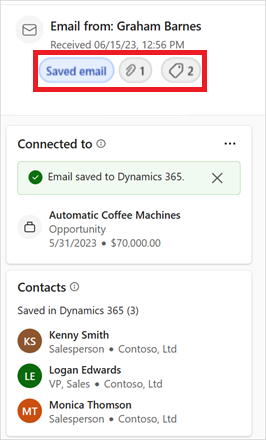 Email from: Graham Barnes
Received 06/15/23, 12:56 PM
Saved email 1 2
Connected to
Email saved to Dynamics 365.
Automatic Coffee Machines
Opportunity
5/31/2023 • $70,000.00
Contacts
Saved in Dynamics 365 (3)
KS Kenny Smith
Salesperson • Contoso, Ltd
LE Logan Edwards
VP, Sales • Contoso, Ltd
MT Monica Thomson
Salesperson • Contoso, Ltd